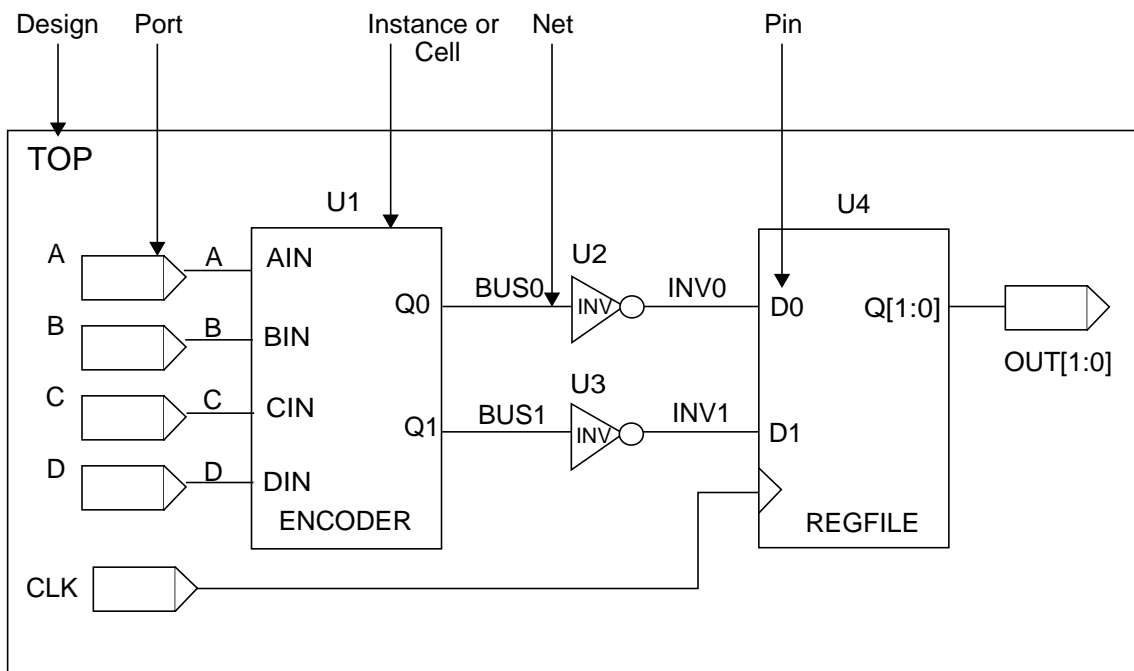 Design
Port
Instance or
Cell
Net
Pin
TOP
U1
U4
A
A
AIN
U2
BUS0
INV
INV0
Q0
D0
Q[1:0]
B
B
BIN
OUT[1:0]
U3
C
C
CIN
Q1
BUS1
INV
INV1
D1
D
D
DIN
ENCODER
REGFILE
CLK